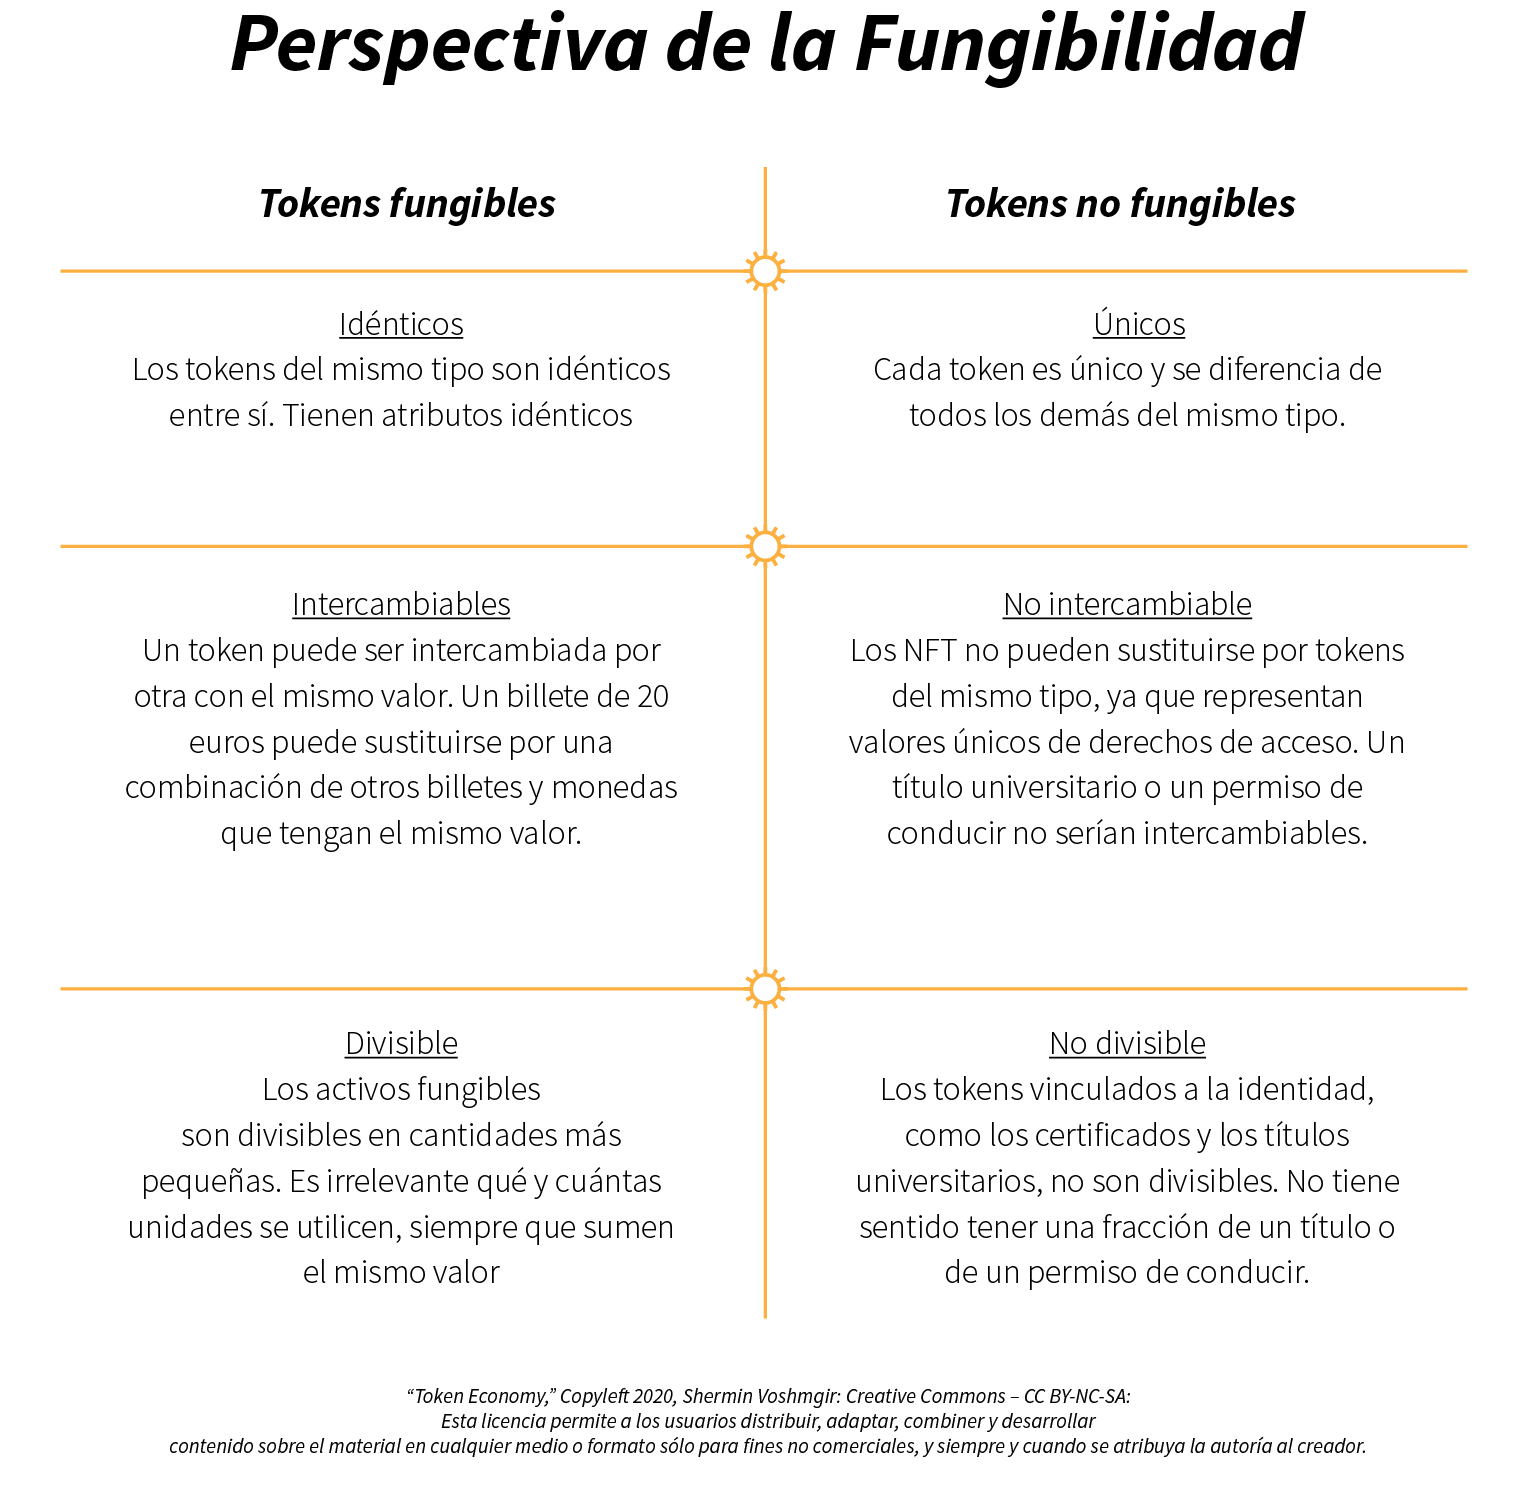 Perspectiva de la Fungibilidad
Tokens fungibles
Tokens no fungibles
Idénticos
Los tokens del mismo tipo son idénticos
entre sí. Tienen atributos idénticos
Únicos
Cada token es único y se diferencia de
todos los demás del mismo tipo.
Intercambiables
Un token puede ser intercambiada por
otra con el mismo valor. Un billete de 20
euros puede sustituirse por una
combinación de otros billetes y monedas
que tengan el mismo valor.
No intercambiable
Los NFT no pueden sustituirse por tokens
del mismo tipo, ya que representan
valores únicos de derechos de acceso. Un
título universitario o un permiso de
conducir no serían intercambiables.
Divisible
Los activos fungibles
son divisibles en cantidades más
pequeñas. Es irrelevante qué y cuántas
unidades se utilicen, siempre que sumen
el mismo valor
No divisible
Los tokens vinculados a la identidad,
como los certificados y los títulos
universitarios, no son divisibles. No tiene
sentido tener una fracción de un título o
de un permiso de conducir.
“Token Economy,” Copyleft 2020, Shermin Voshmgir: Creative Commons – CC BY-NC-SA:
Esta licencia permite a los usuarios distribuir, adaptar, combiner y desarrollar
contenido sobre el material en cualquier medio o formato sólo para fines no comerciales, y siempre y cuando se atribuya la autoría al creador.